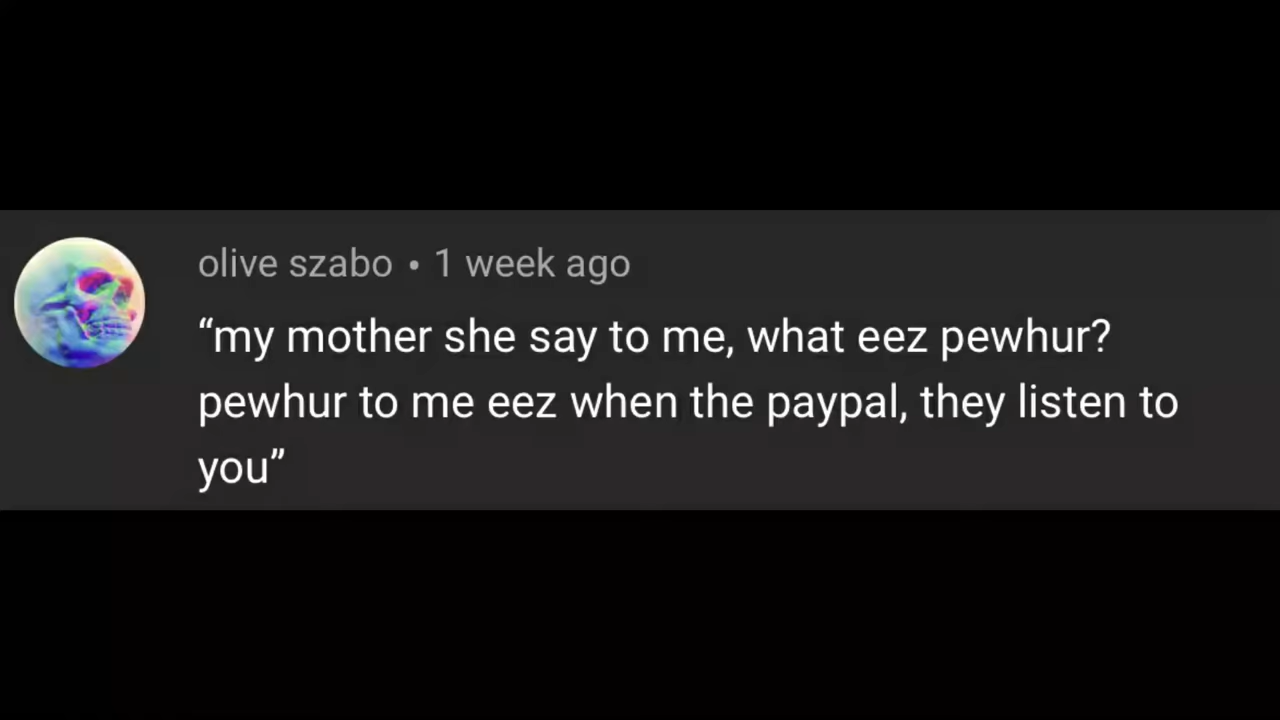 olive szabo • 1 week ago
“my mother she say to me, what eez pewhur?
pewhur to me eez when the paypal, they listen to
you”